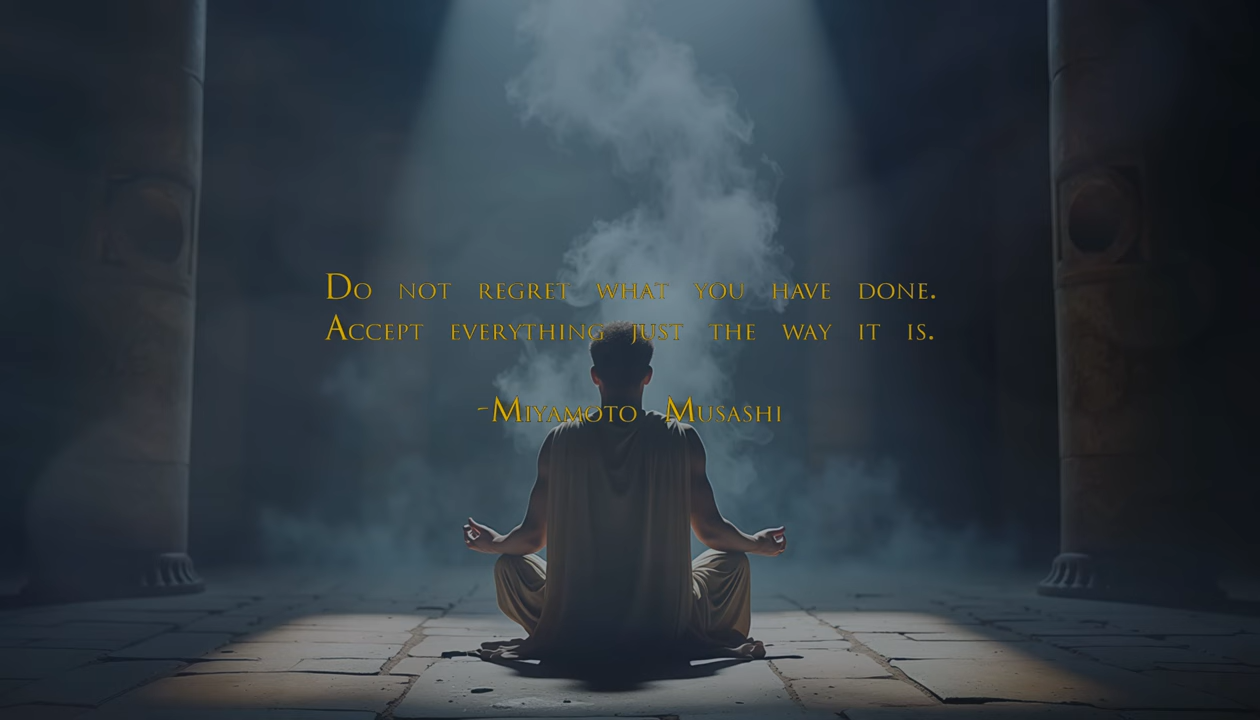 Do not regret what you have done.
Accept everything just the way it is.
-Miyamoto Musashi